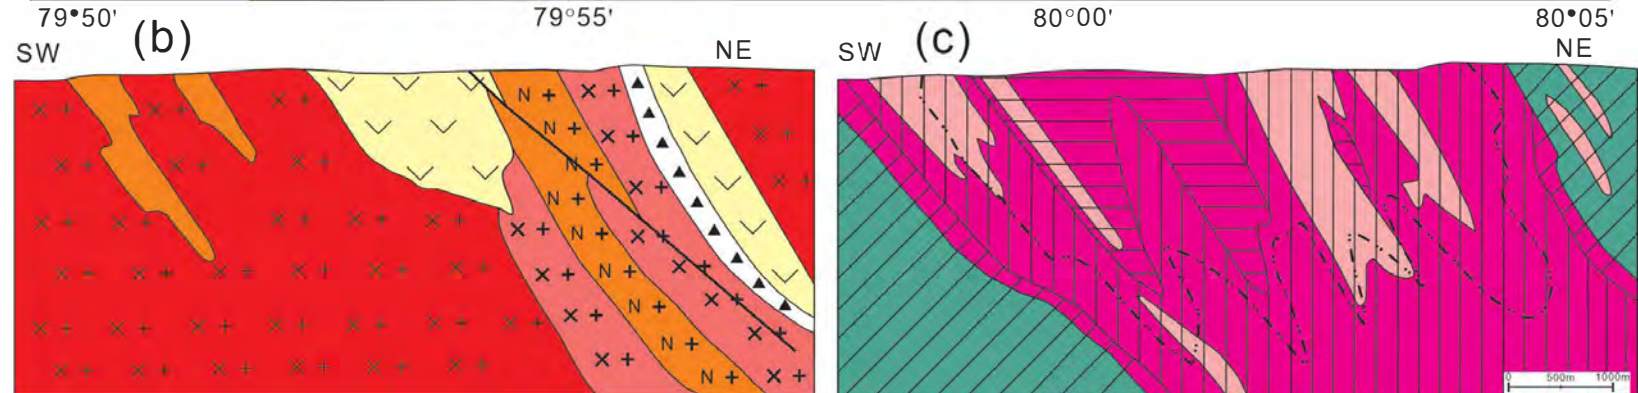 79•50' 79°55' 80°00' 80•05'
SW (b) NE SW (c) NE
N +
N +
N +
N +
N +
N +
N +
N +
N +
0 500m 1000m